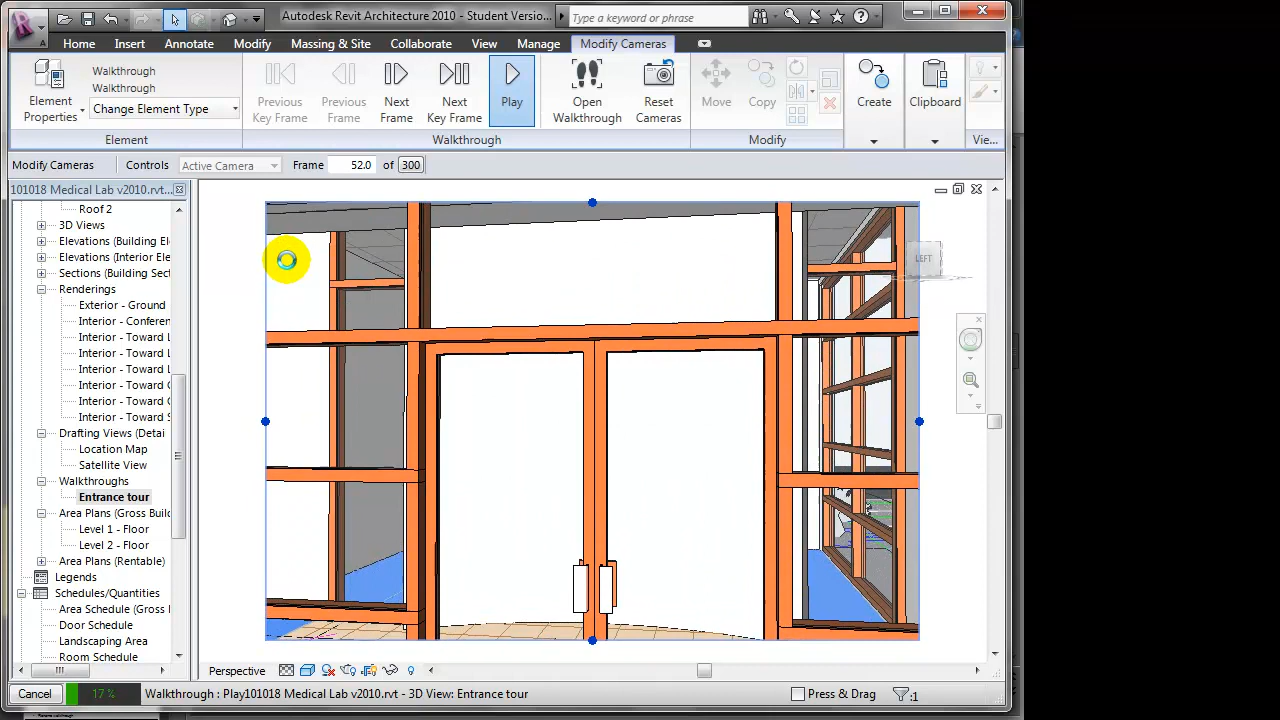 Autodesk Revit Architecture 2010 - Student Versio...
Type a keyword or phrase
Home Insert Annotate Modify Massing & Site Collaborate View Manage Modify Cameras
Element Properties
Walkthrough
Walkthrough
Change Element Type
Previous Key Frame
Previous Frame
Next Frame
Next Key Frame
Play
Open Walkthrough
Reset Cameras
Move
Copy
Create
Clipboard
Element Walkthrough Modify Vie...
Modify Cameras Controls Active Camera Frame 52.0 of 300
101018 Medical Lab v2010.rvt...
Roof 2
3D Views
Elevations (Building El
Elevations (Interior Ele
Sections (Building Sect
Renderings
Exterior - Ground
Interior - Conferen
Interior - Toward L
Interior - Toward L
Interior - Toward L
Interior - Toward C
Interior - Toward C
Interior - Toward S
Drafting Views (Detai
Location Map
Satellite View
Walkthroughs
Entrance tour
Area Plans (Gross Build
Level 1 - Floor
Level 2 - Floor
Area Plans (Rentable)
Legends
Schedules/Quantities
Area Schedule (Gross I
Door Schedule
Landscaping Area
Room Schedule
LEFT
Perspective
Cancel 17 % Walkthrough : Play101018 Medical Lab v2010.rvt - 3D View: Entrance tour Press & Drag :1